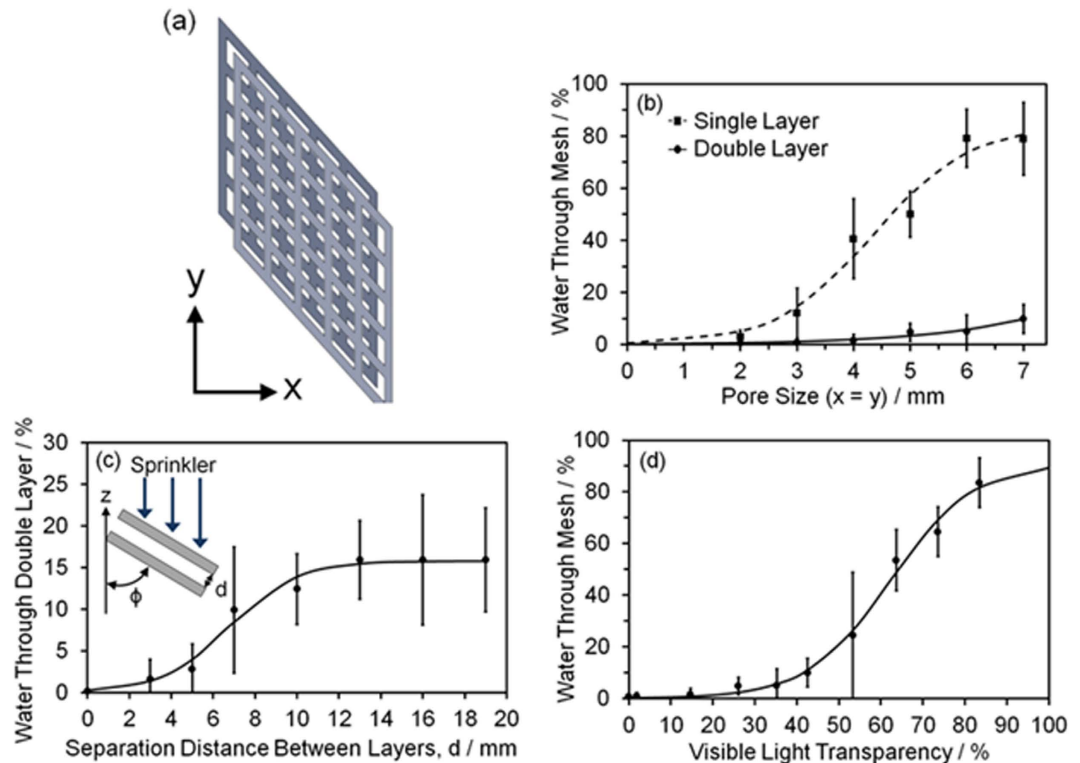 (a)
y
x
(b)
Single Layer
Double Layer
Water Through Mesh / %
100
80
60
40
20
0
0 1 2 3 4 5 6 7
Pore Size (x = y) / mm
(c)
Sprinkler
z
ϕ
d
Water Through Double Layer / %
30
25
20
15
10
5
0
0 2 4 6 8 10 12 14 16 18 20
Separation Distance Between Layers, d / mm
(d)
Water Through Mesh / %
100
80
60
40
20
0
0 10 20 30 40 50 60 70 80 90 100
Visible Light Transparency / %